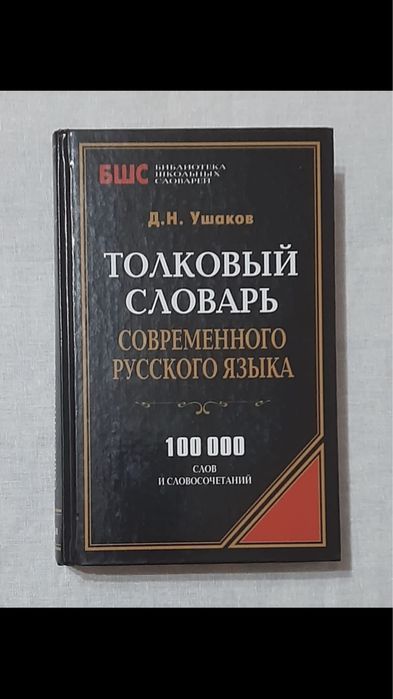 БШС
БИБЛИОТЕКА
ШКОЛЬНЫХ
СЛОВАРЕЙ
Д.Н. Ушаков
ТОЛКОВЫЙ
СЛОВАРЬ
СОВРЕМЕННОГО
РУССКОГО ЯЗЫКА
100 000
СЛОВ
И СЛОВОСОЧЕТАНИЙ